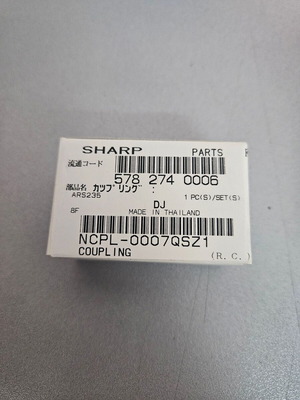 SHARP PARTS
流通コード
578 274 0006
部品名 カップリング :
ARS235 1 PC(S)/SET(S)
DJ
8F MADE IN THAILAND
NCPL-0007QSZ1
COUPLING (R.C.)